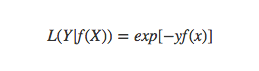 L(Y|f(X)) = exp[−yf(x)]